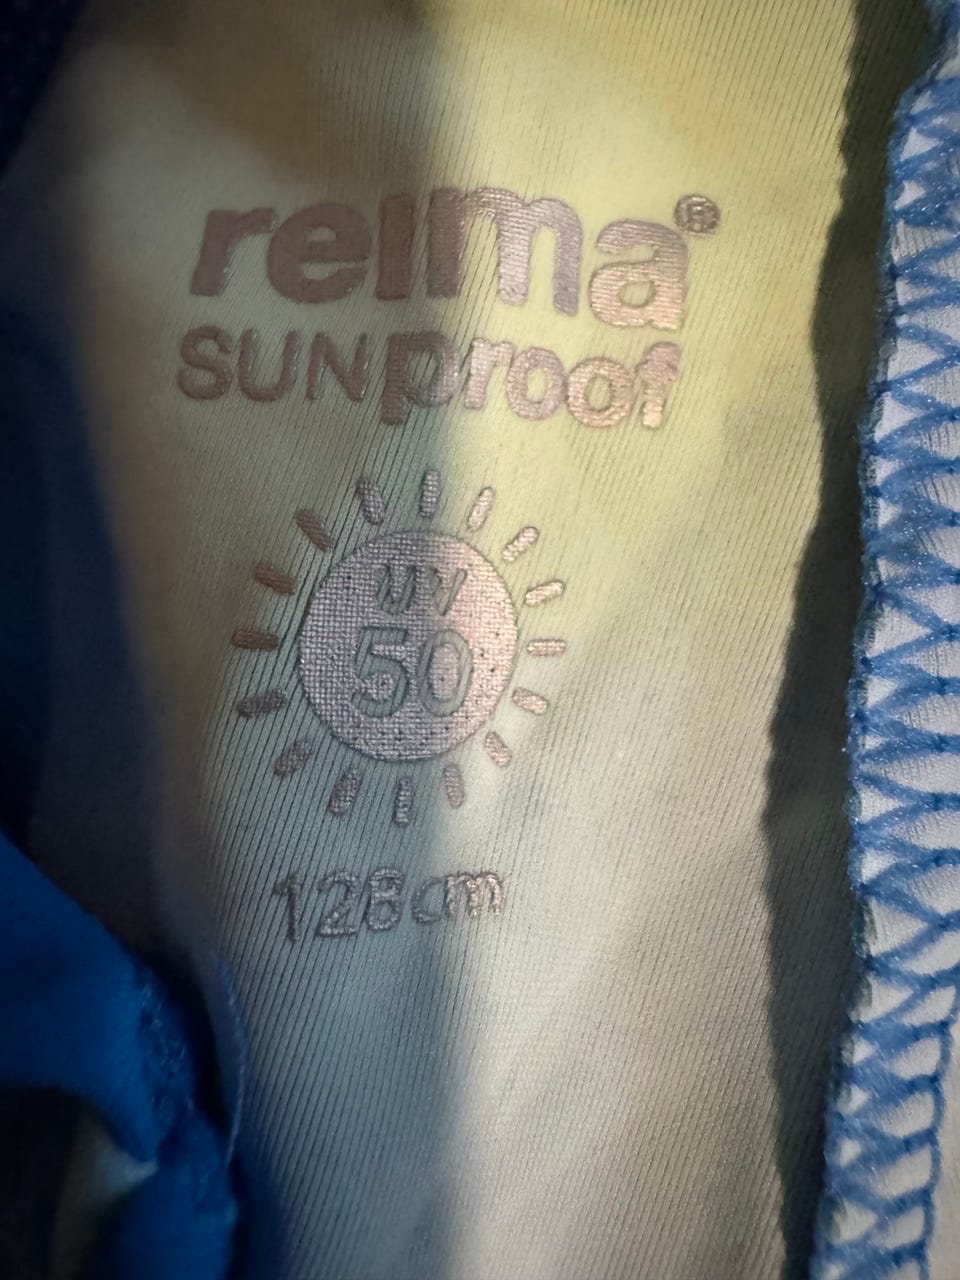 reima®
SUNproof
UV
50
128cm